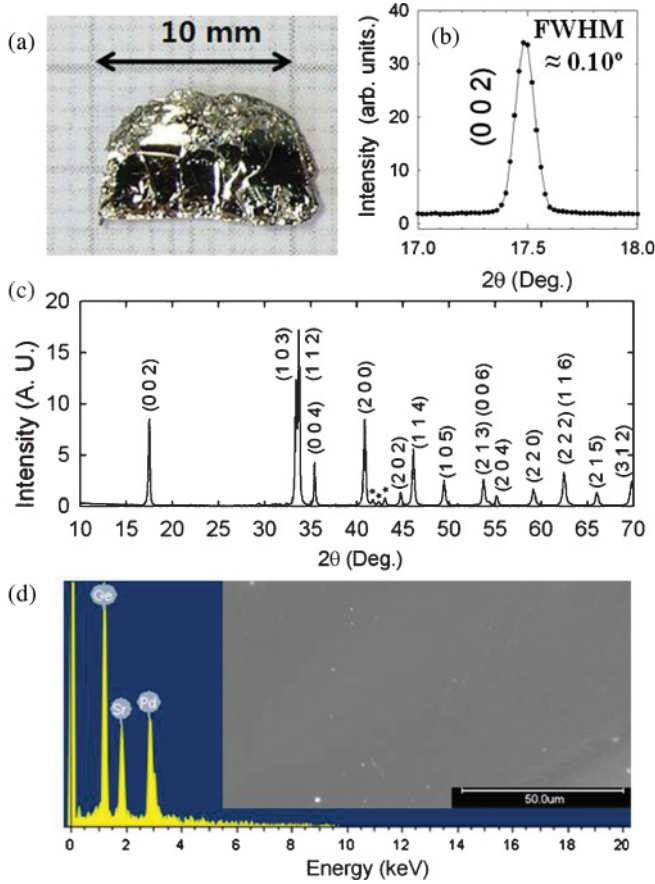 (a)
10 mm
(b)
FWHM
≈ 0.10º
(0 0 2)
Intensity (arb. units.)
40
30
20
10
0
17.0 17.5 18.0
2θ (Deg.)
(c)
Intensity (A. U.)
20
15
10
5
0
(0 0 2)
(1 0 3)
(1 1 2)
(0 0 4)
(2 0 0)
* * *
(2 0 2)
(1 1 4)
(1 0 5)
(2 1 3) (0 0 6)
(2 0 4)
(2 2 0)
(2 2 2) (1 1 6)
(2 1 5)
(3 1 2)
10 15 20 25 30 35 40 45 50 55 60 65 70
2θ (Deg.)
(d)
Ge
Sr
Pd
50.0um
0 2 4 6 8 10 12 14 16 18 20
Energy (keV)